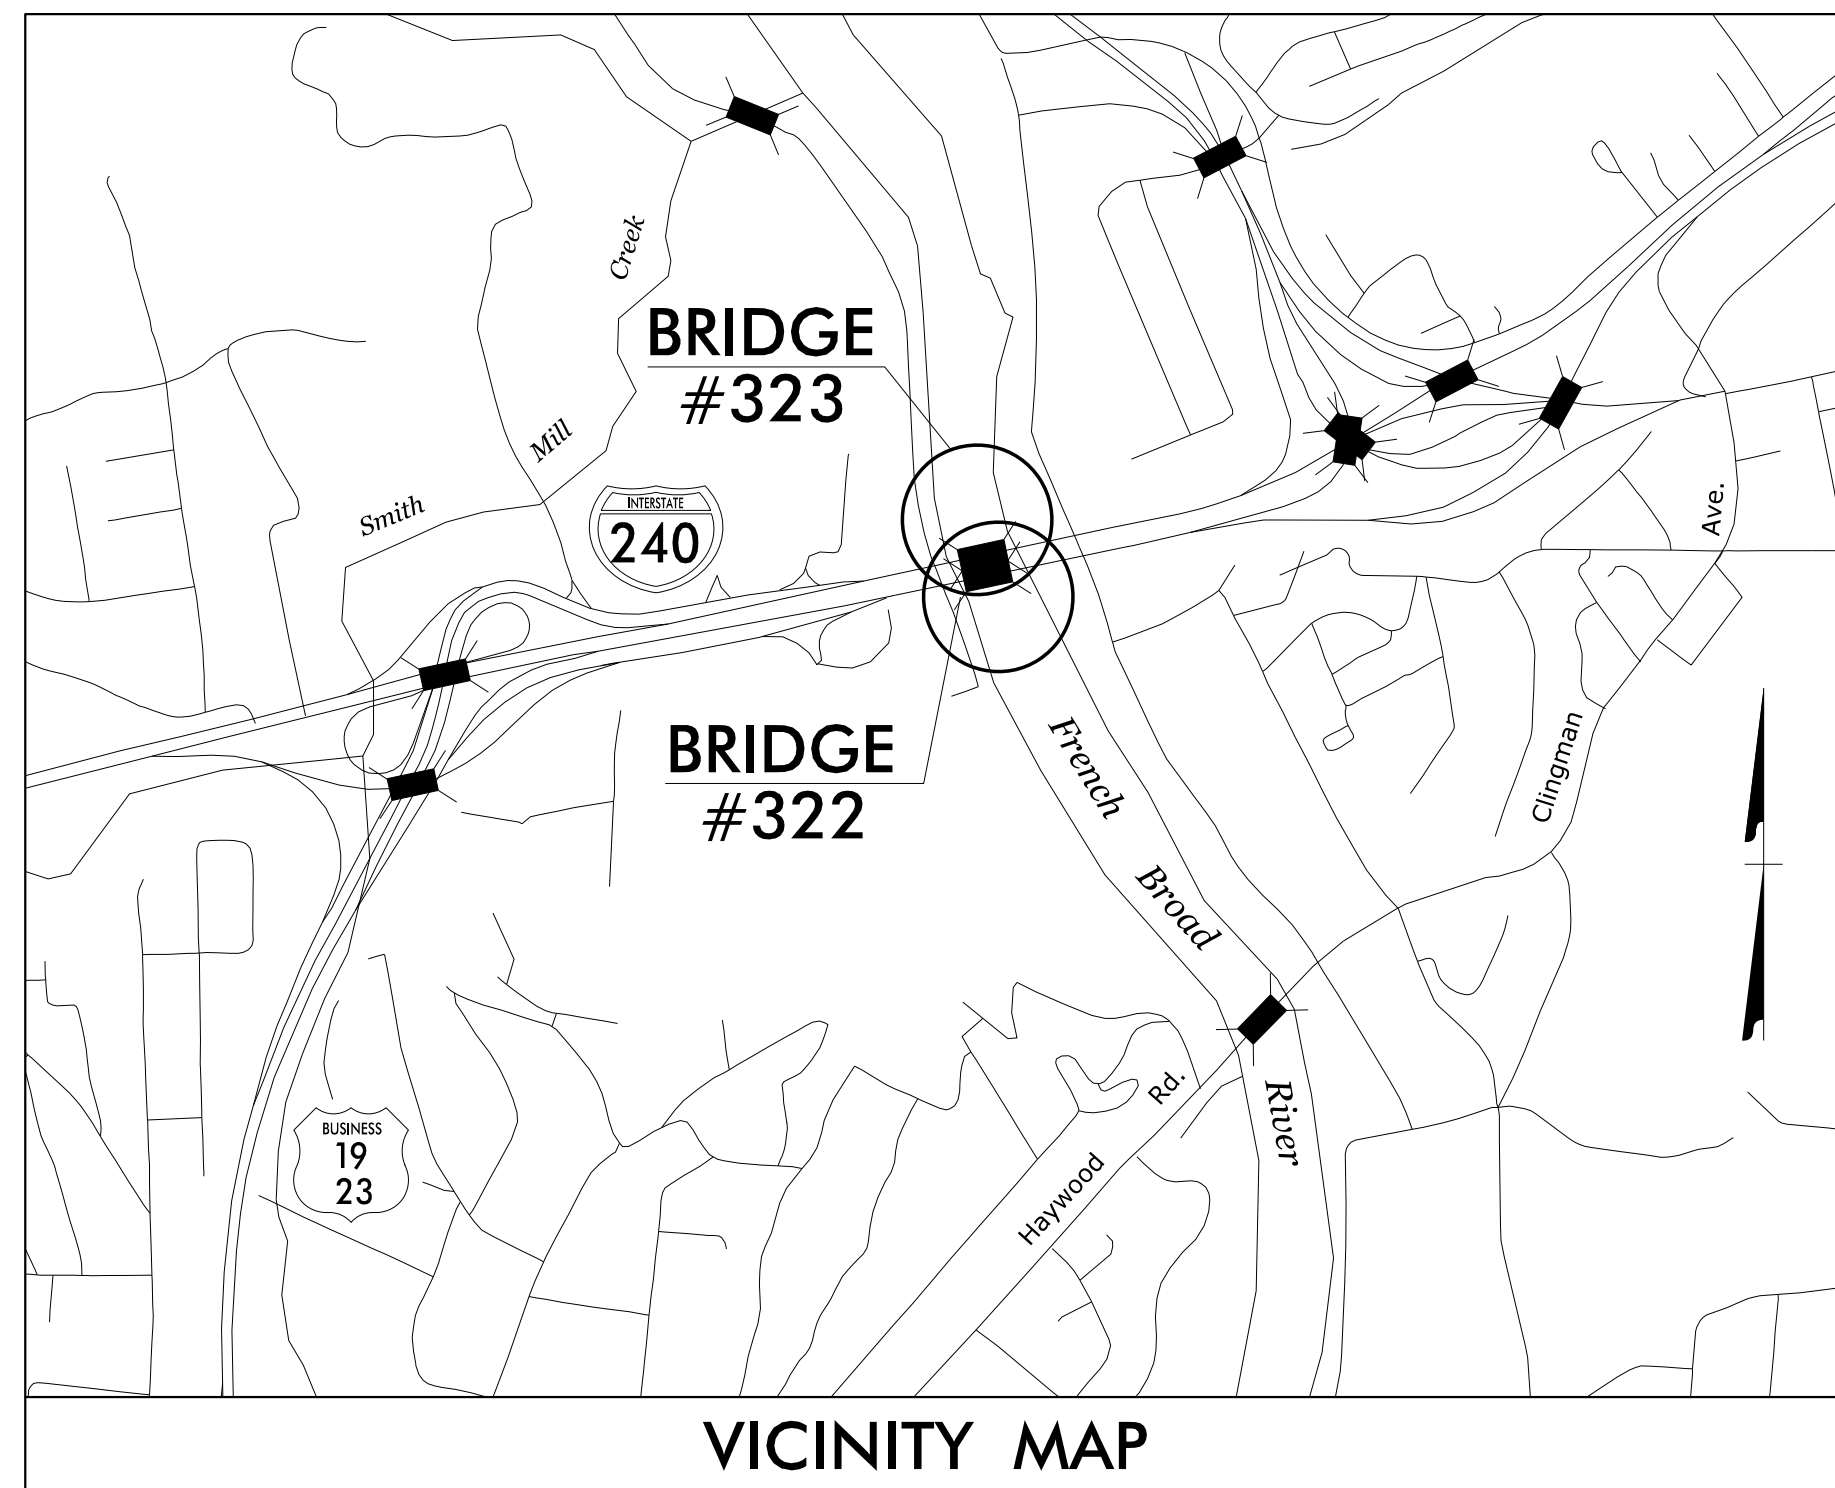 Creek
BRIDGE
#323
Mill
Smith
INTERSTATE
240
Ave.
BRIDGE
#322
French
Broad
River
Clingman
Rd.
Haywood
BUSINESS
19
23
VICINITY MAP